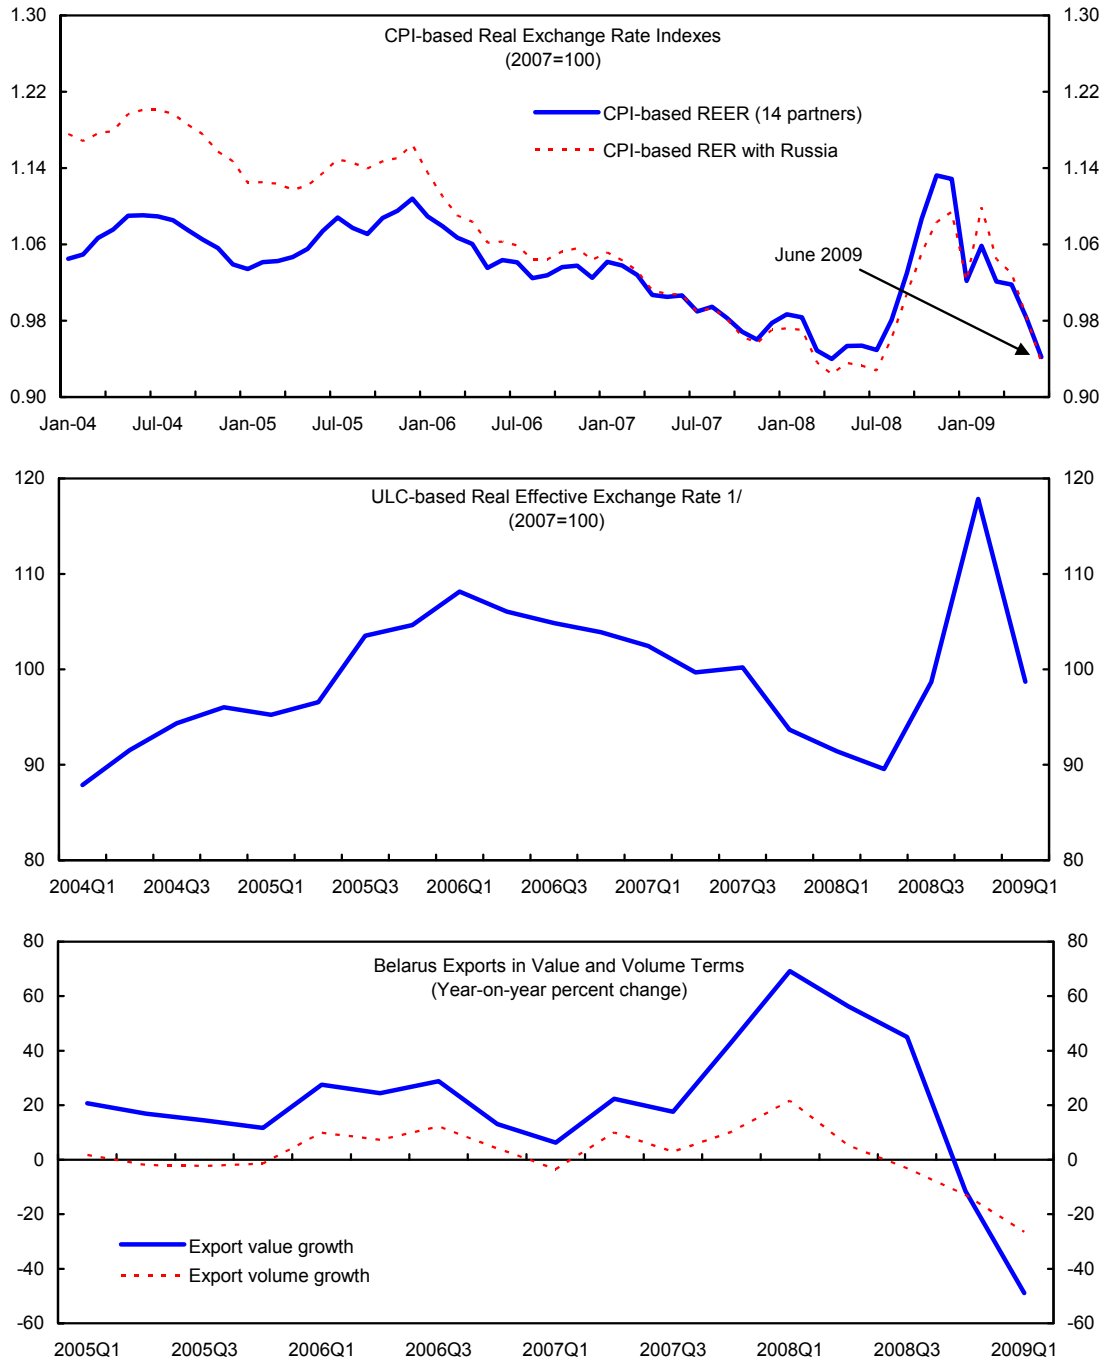 1.30 1.30
CPI-based Real Exchange Rate Indexes
(2007=100)
1.22 1.22
CPI-based REER (14 partners)
CPI-based RER with Russia
1.14 1.14
1.06 1.06
June 2009
0.98 0.98
0.90 0.90
Jan-04 Jul-04 Jan-05 Jul-05 Jan-06 Jul-06 Jan-07 Jul-07 Jan-08 Jul-08 Jan-09
120 120
ULC-based Real Effective Exchange Rate 1/
(2007=100)
110 110
100 100
90 90
80 80
2004Q1 2004Q3 2005Q1 2005Q3 2006Q1 2006Q3 2007Q1 2007Q3 2008Q1 2008Q3 2009Q1
80 80
Belarus Exports in Value and Volume Terms
(Year-on-year percent change)
60 60
40 40
20 20
0 0
-20 -20
Export value growth
-40 -40
Export volume growth
-60 -60
2005Q1 2005Q3 2006Q1 2006Q3 2007Q1 2007Q3 2008Q1 2008Q3 2009Q1